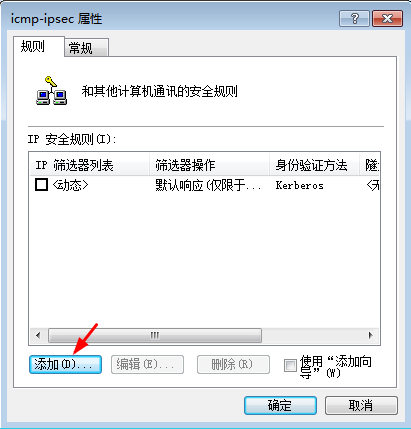 icmp-ipsec 属性
规则 常规
和其他计算机通讯的安全规则
IP 安全规则(I):
IP 筛选器列表 筛选器操作 身份验证方法 隧
<动态> 默认响应(仅限于... Kerberos <无
添加(D)... 编辑(E)... 删除(R) 使用“添加向
导”(W)
确定 取消